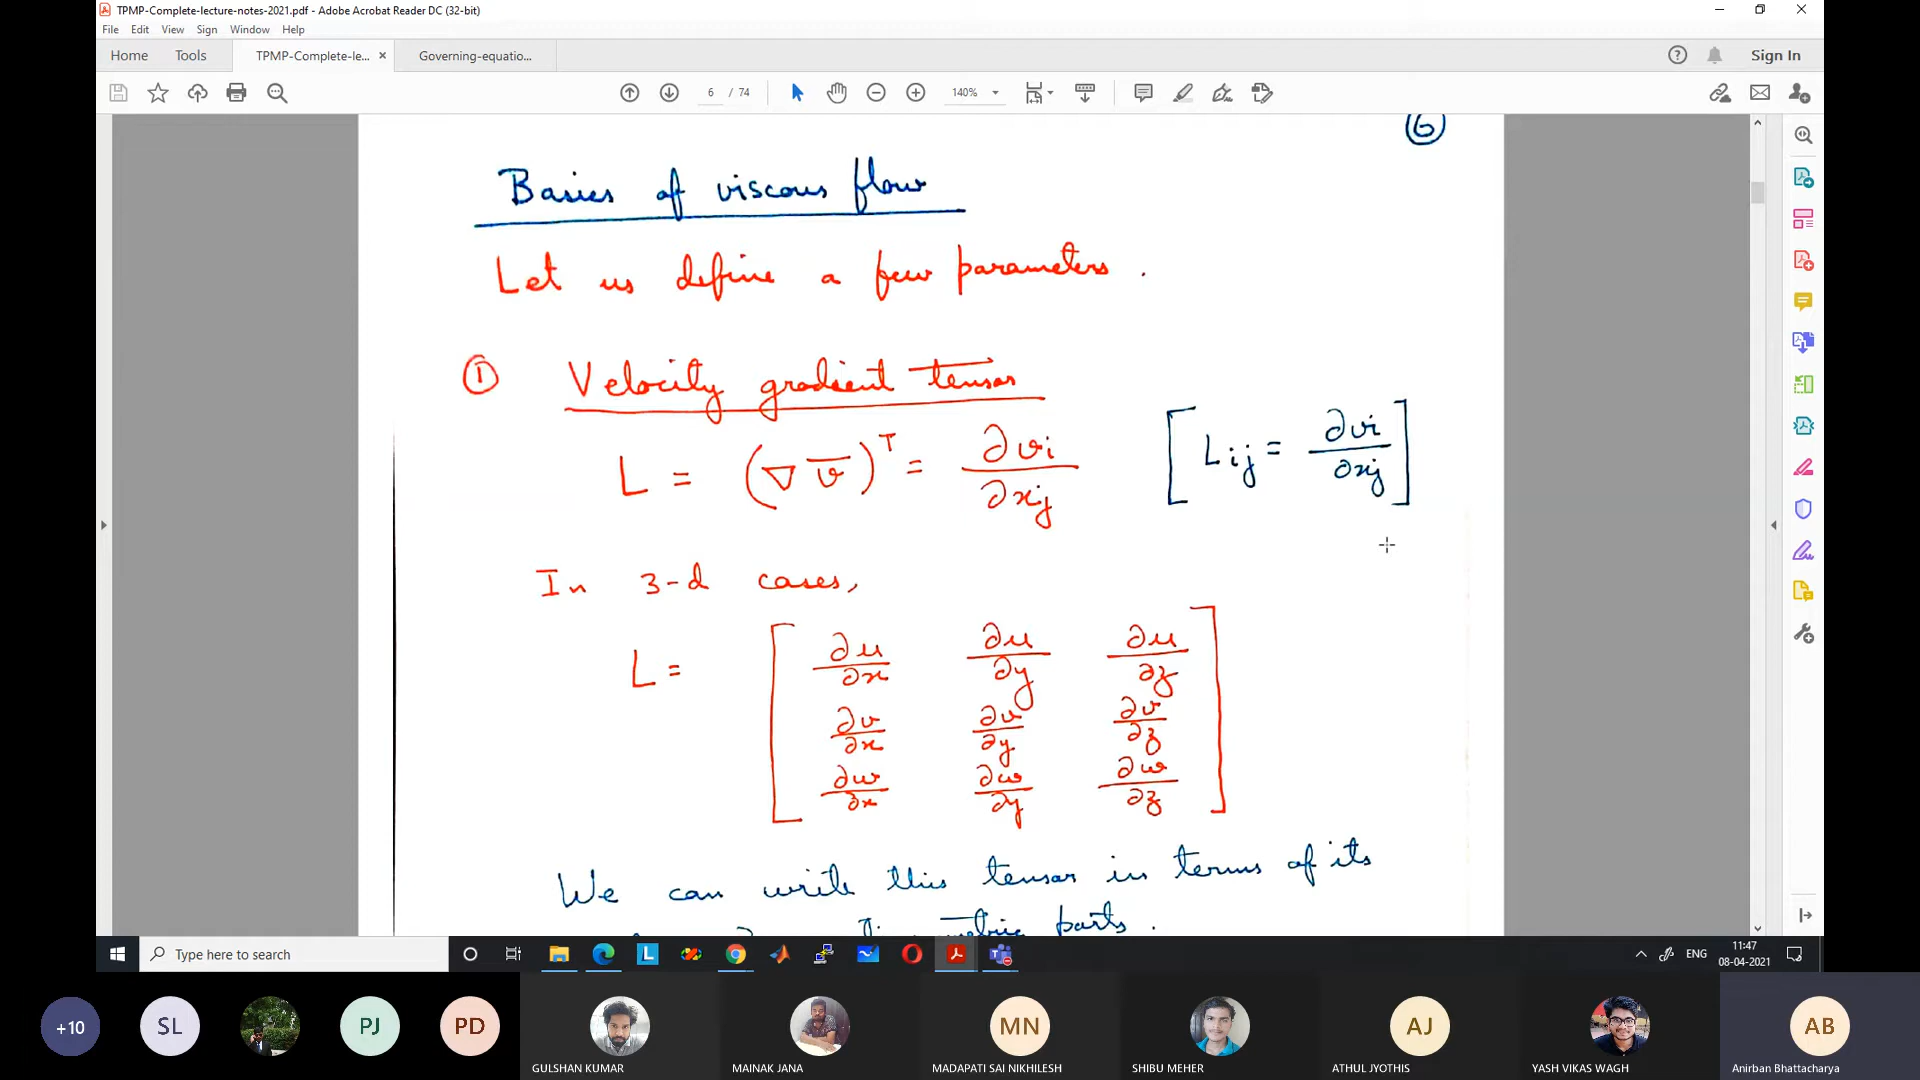 TPMP-Complete-lecture-notes-2021.pdf - Adobe Acrobat Reader DC (32-bit)
File Edit View Sign Window Help
Home Tools TPMP-Complete-le... × Governing-equatio... Sign In
6 / 74 140%
6
Basics of viscous flow
Let us define a few parameters.
① Velocity gradient tensor
L = (∇ v̅)ᵀ = ∂vi/∂xj [Lij = ∂vi/∂xj]
In 3-d cases,
L = [ ∂u/∂x ∂u/∂y ∂u/∂z
∂v/∂x ∂v/∂y ∂v/∂z
∂w/∂x ∂w/∂y ∂w/∂z ]
We can write this tensor in terms of its
parts.
Type here to search
ENG 11:47
08-04-2021
+10 SL PJ PD MN AJ AB
GULSHAN KUMAR MAINAK JANA MADAPATI SAI NIKHILESH SHIBU MEHER ATHUL JYOTHIS YASH VIKAS WAGH Anirban Bhattacharya